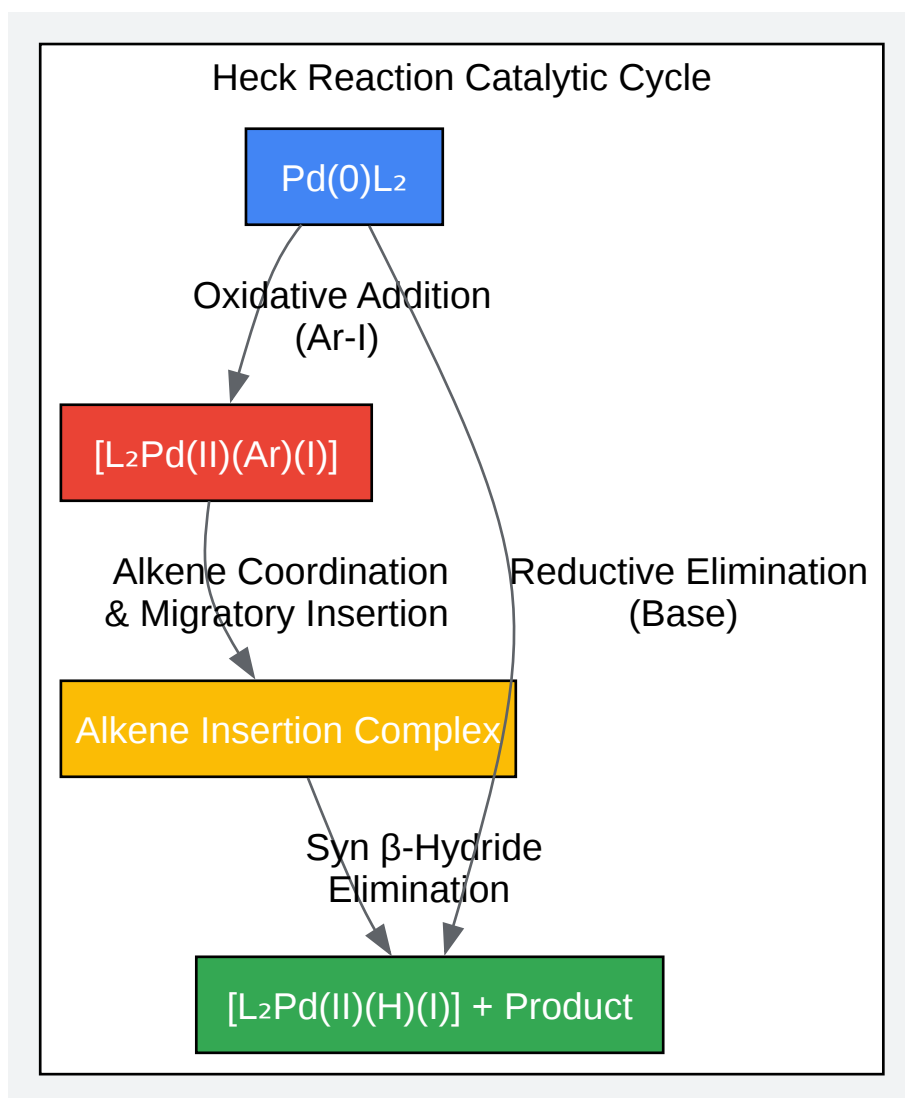 Heck Reaction Catalytic Cycle
Pd(0)L₂
Oxidative Addition
(Ar-I)
[L₂Pd(II)(Ar)(I)]
Alkene Coordination
& Migratory Insertion
Reductive Elimination
(Base)
Alkene Insertion Complex
Syn β-Hydride
Elimination
[L₂Pd(II)(H)(I)] + Product